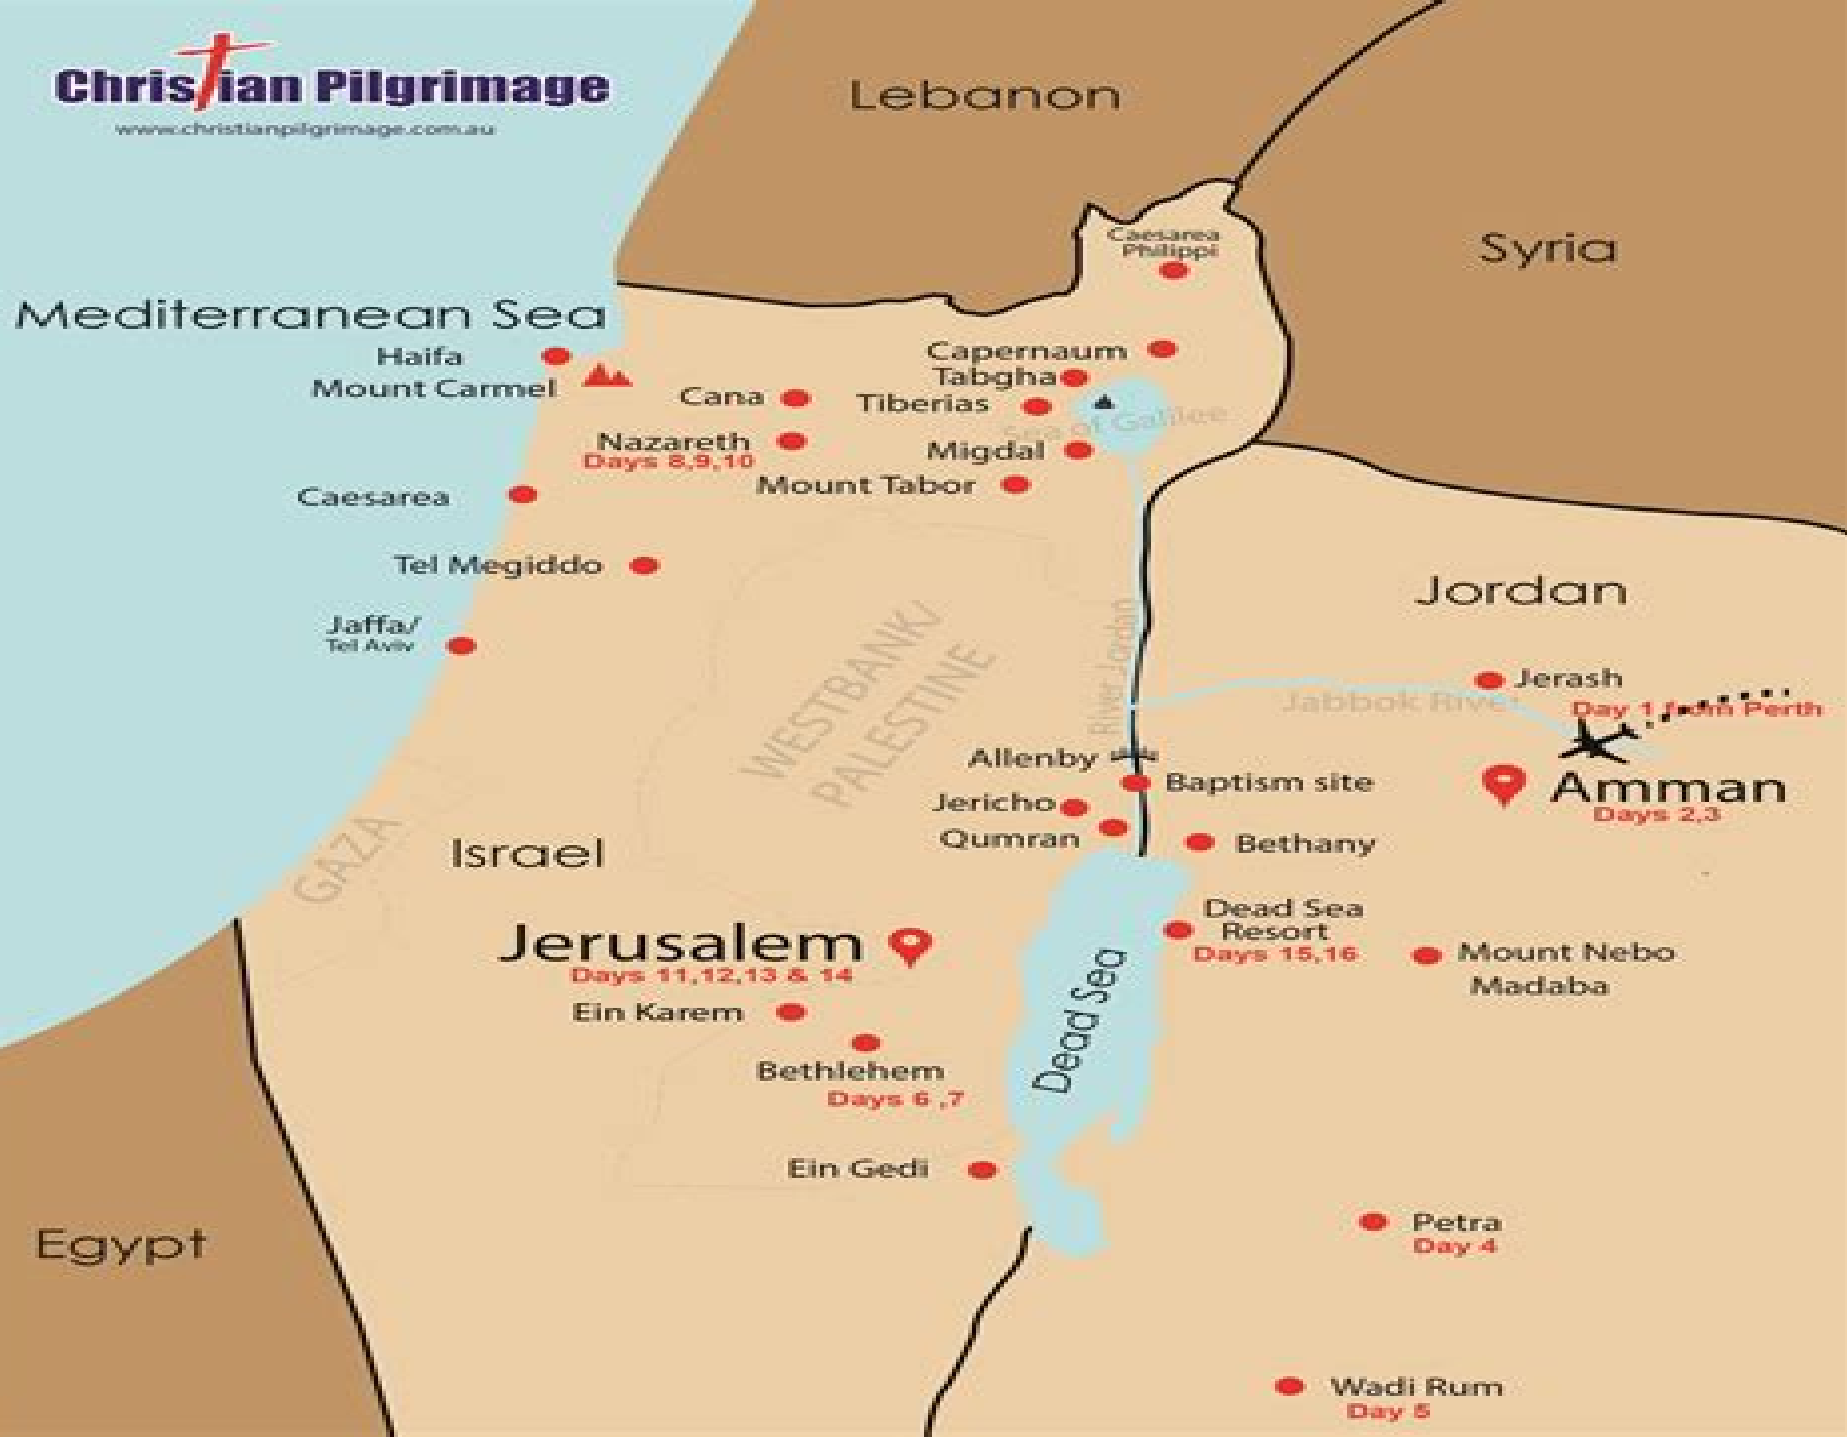 Christian Pilgrimage
www.christianpilgrimage.com.au
Lebanon
Syria
Caesarea
Philippi
Mediterranean Sea
Haifa
Mount Carmel
Capernaum
Tabgha
Cana
Tiberias
Sea of Galilee
Nazareth
Days 8,9,10
Migdal
Mount Tabor
Caesarea
Tel Megiddo
Jaffa/
Tel Aviv
Jordan
WESTBANK/
PALESTINE
River Jordan
Jerash
Jabbok River
Day 1 from Perth
Allenby
Baptism site
Amman
Days 2,3
Jericho
Qumran
Bethany
GAZA
Israel
Dead Sea
Resort
Days 15,16
Jerusalem
Days 11,12,13 & 14
Mount Nebo
Madaba
Dead Sea
Ein Karem
Bethlehem
Days 6 ,7
Ein Gedi
Egypt
Petra
Day 4
Wadi Rum
Day 5